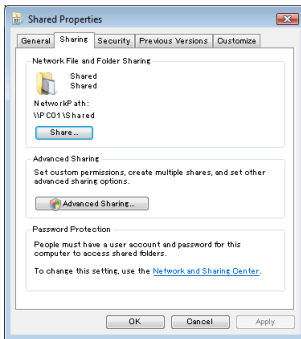 Shared Properties
General Sharing Security Previous Versions Customize
Network File and Folder Sharing
Shared
Shared
Network Path:
\\PC01\Shared
Share...
Advanced Sharing
Set custom permissions, create multiple shares, and set other
advanced sharing options.
Advanced Sharing...
Password Protection
People must have a user account and password for this
computer to access shared folders.
To change this setting, use the Network and Sharing Center.
OK Cancel Apply